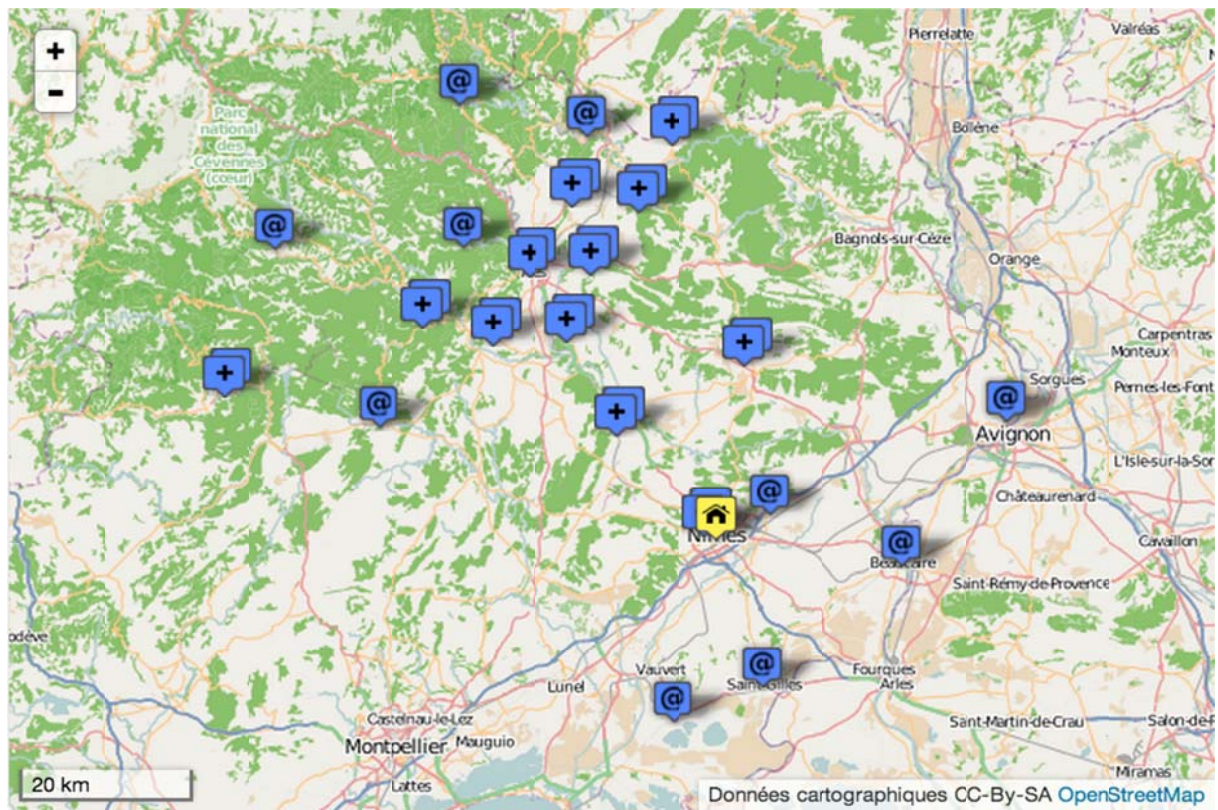 +
-
Pierrelatte
Valréas
Parc
national
des
Cévennes
(cœur)
@
@
+
Bollène
+
+
@
@
Bagnols-sur-Cèze
+
+
Orange
+
+
+
Carpentras
+
Monteux
+
Sorgues
@
@
Pernes-les-Font
+
Avignon
L'Isle-sur-la-Sor
@
Châteaurenard
Nîmes
@
Cavaillon
Beaucaire
Saint-Rémy-de-Provence
odève
Vauvert
@
Fourques
Lunel
@
Saint-Gilles
Arles
Castelnau-le-Lez
Saint-Martin-de-Crau
Salon-de-P
Montpellier
Mauguio
Miramas
Lattes
20 km
Données cartographiques CC-By-SA OpenStreetMap